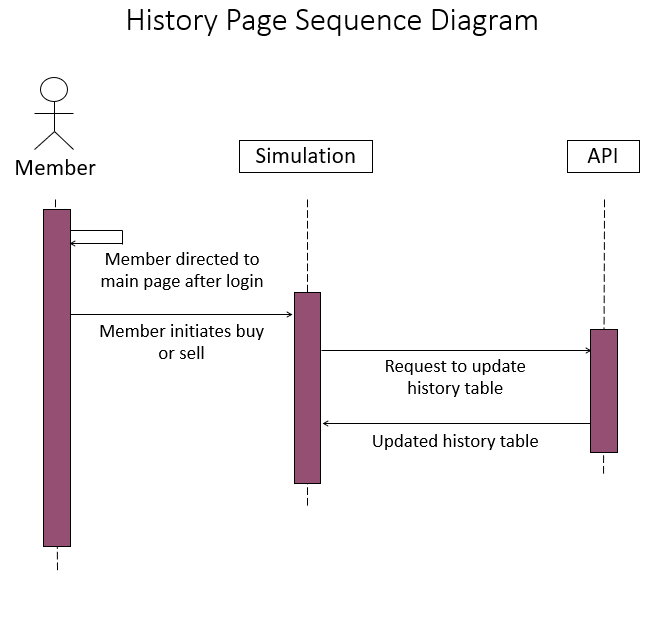 History Page Sequence Diagram
Member
Simulation
API
Member directed to
main page after login
Member initiates buy
or sell
Request to update
history table
Updated history table